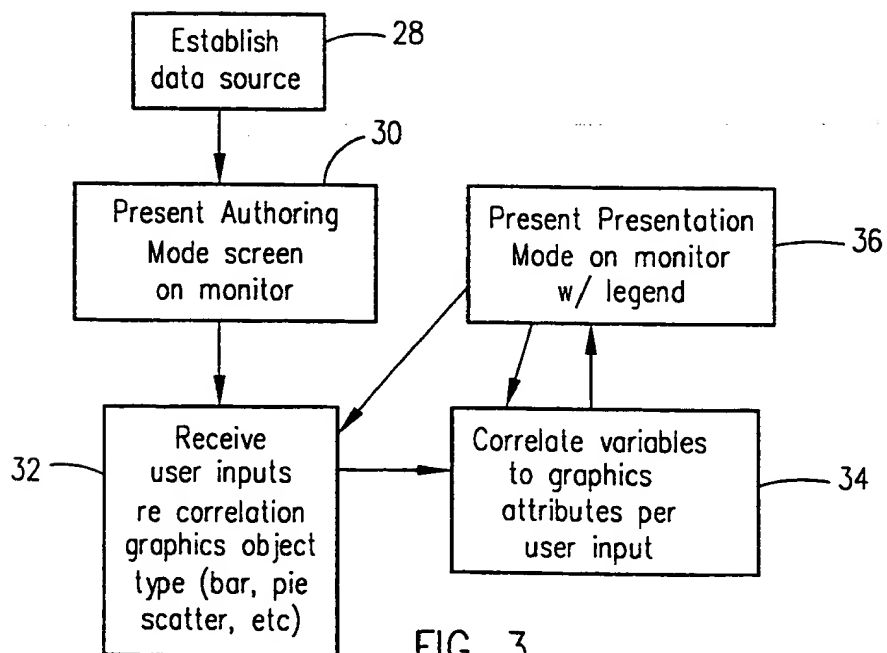 Establish
data source
28
30
Present Authoring
Mode screen
on monitor
Present Presentation
Mode on monitor
w/ legend
36
32
Receive
user inputs
re correlation
graphics object
type (bar, pie
scatter, etc)
Correlate variables
to graphics
attributes per
user input
34
FIG. 3